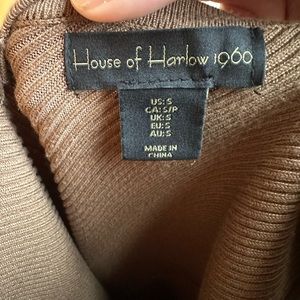 House of Harlow 1960
US: S
CA: S/P
UK: S
EU: S
AU: S
MADE IN
CHINA